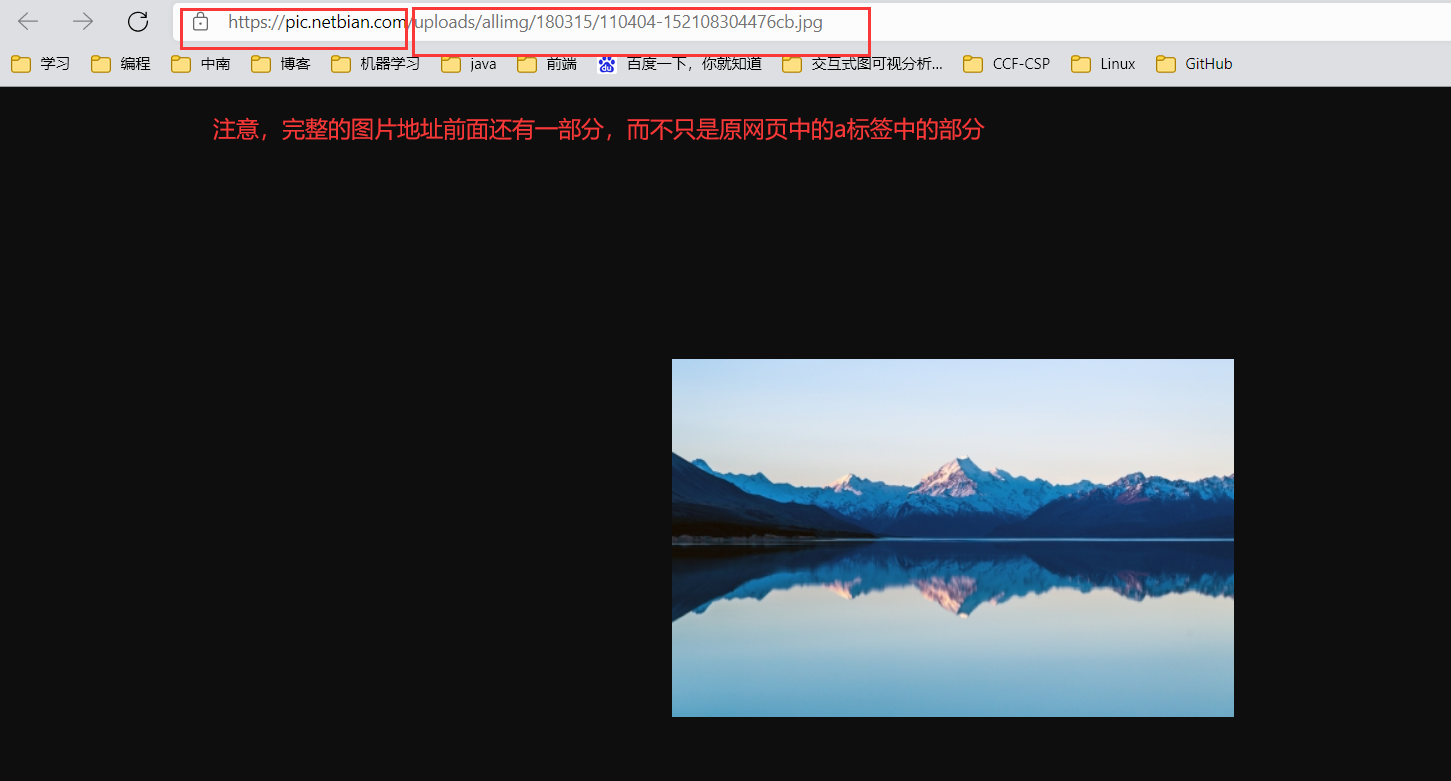 https://pic.netbian.com/uploads/allimg/180315/110404-152108304476cb.jpg
学习 编程 中南 博客 机器学习 java 前端 百度一下，你就知道 交互式图可视分析... CCF-CSP Linux GitHub
注意，完整的图片地址前面还有一部分，而不只是原网页中的a标签中的部分